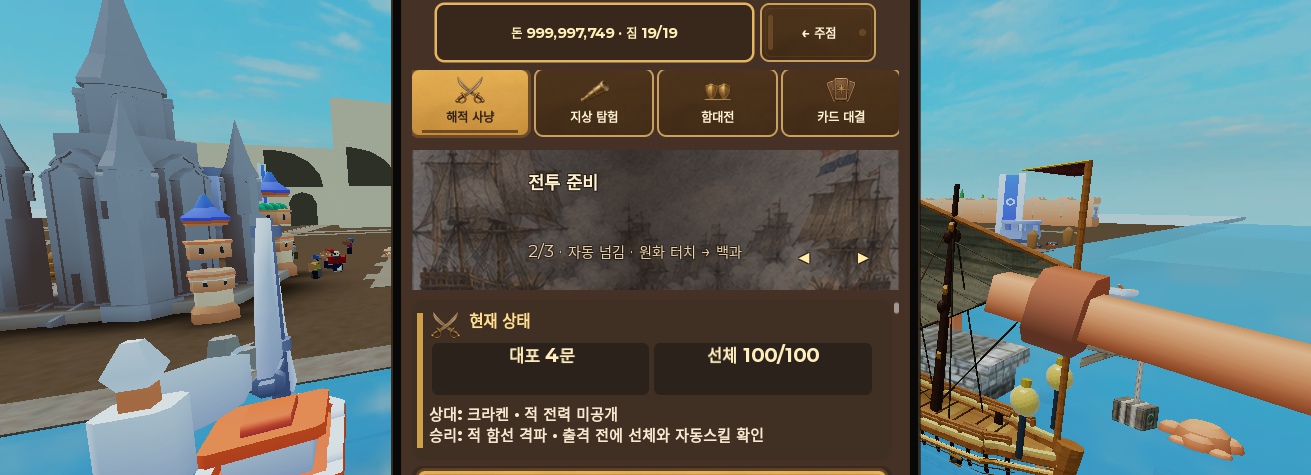 돈 999,997,749 · 짐 19/19
← 주점
해적 사냥
지상 탐험
함대전
카드 대결
전투 준비
2/3 · 자동 넘김 · 원화 터치 → 백과
◀ ▶
현재 상태
대포 4문
선체 100/100
상대: 크라켄 • 적 전력 미공개
승리: 적 함선 격파 • 출격 전에 선체와 자동스킬 확인